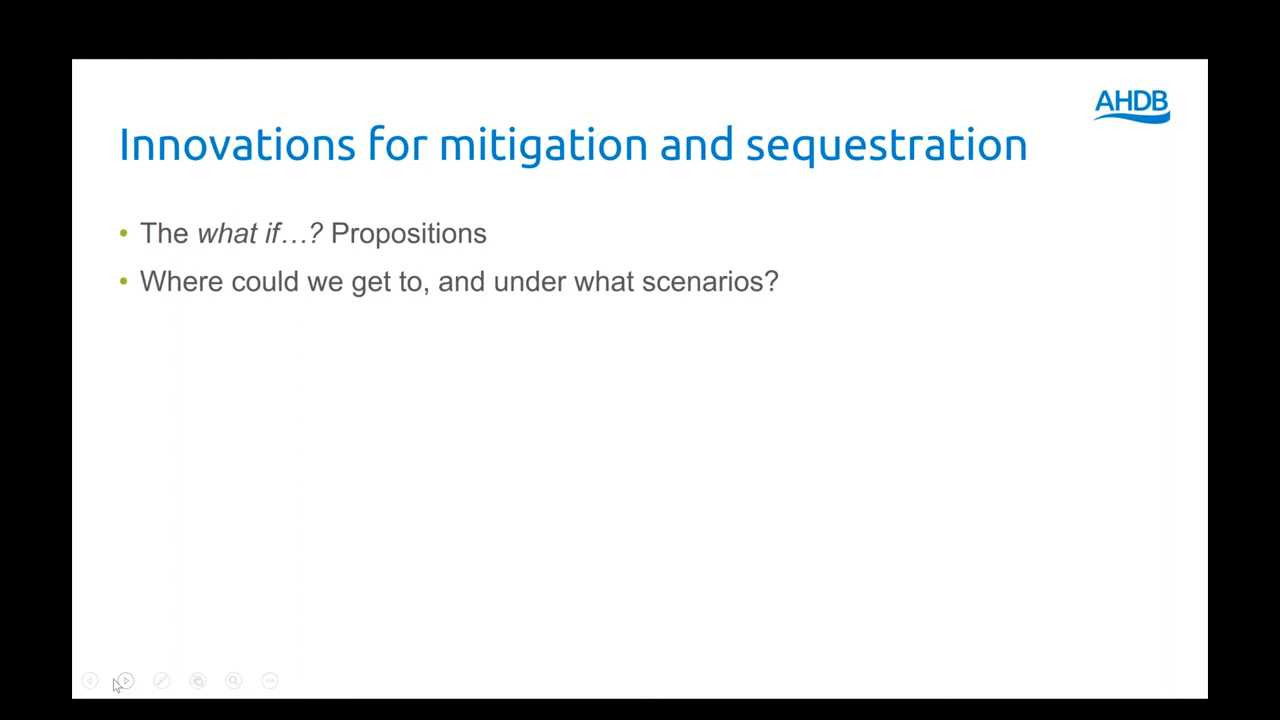 AHDB
Innovations for mitigation and sequestration
• The what if…? Propositions
• Where could we get to, and under what scenarios?